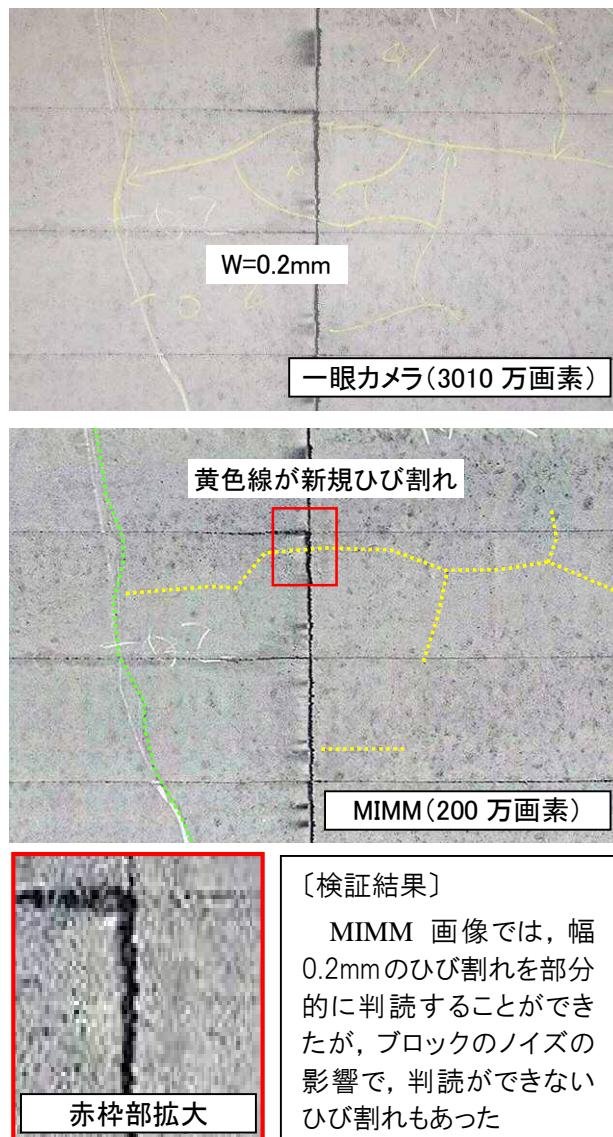 W=0.2mm
一眼カメラ(3010 万画素)
黄色線が新規ひび割れ
MIMM(200 万画素)
赤枠部拡大
〔検証結果〕
MIMM 画像では,幅
0.2mmのひび割れを部分
的に判読することができ
たが,ブロックのノイズの
影響で,判読ができない
ひび割れもあった